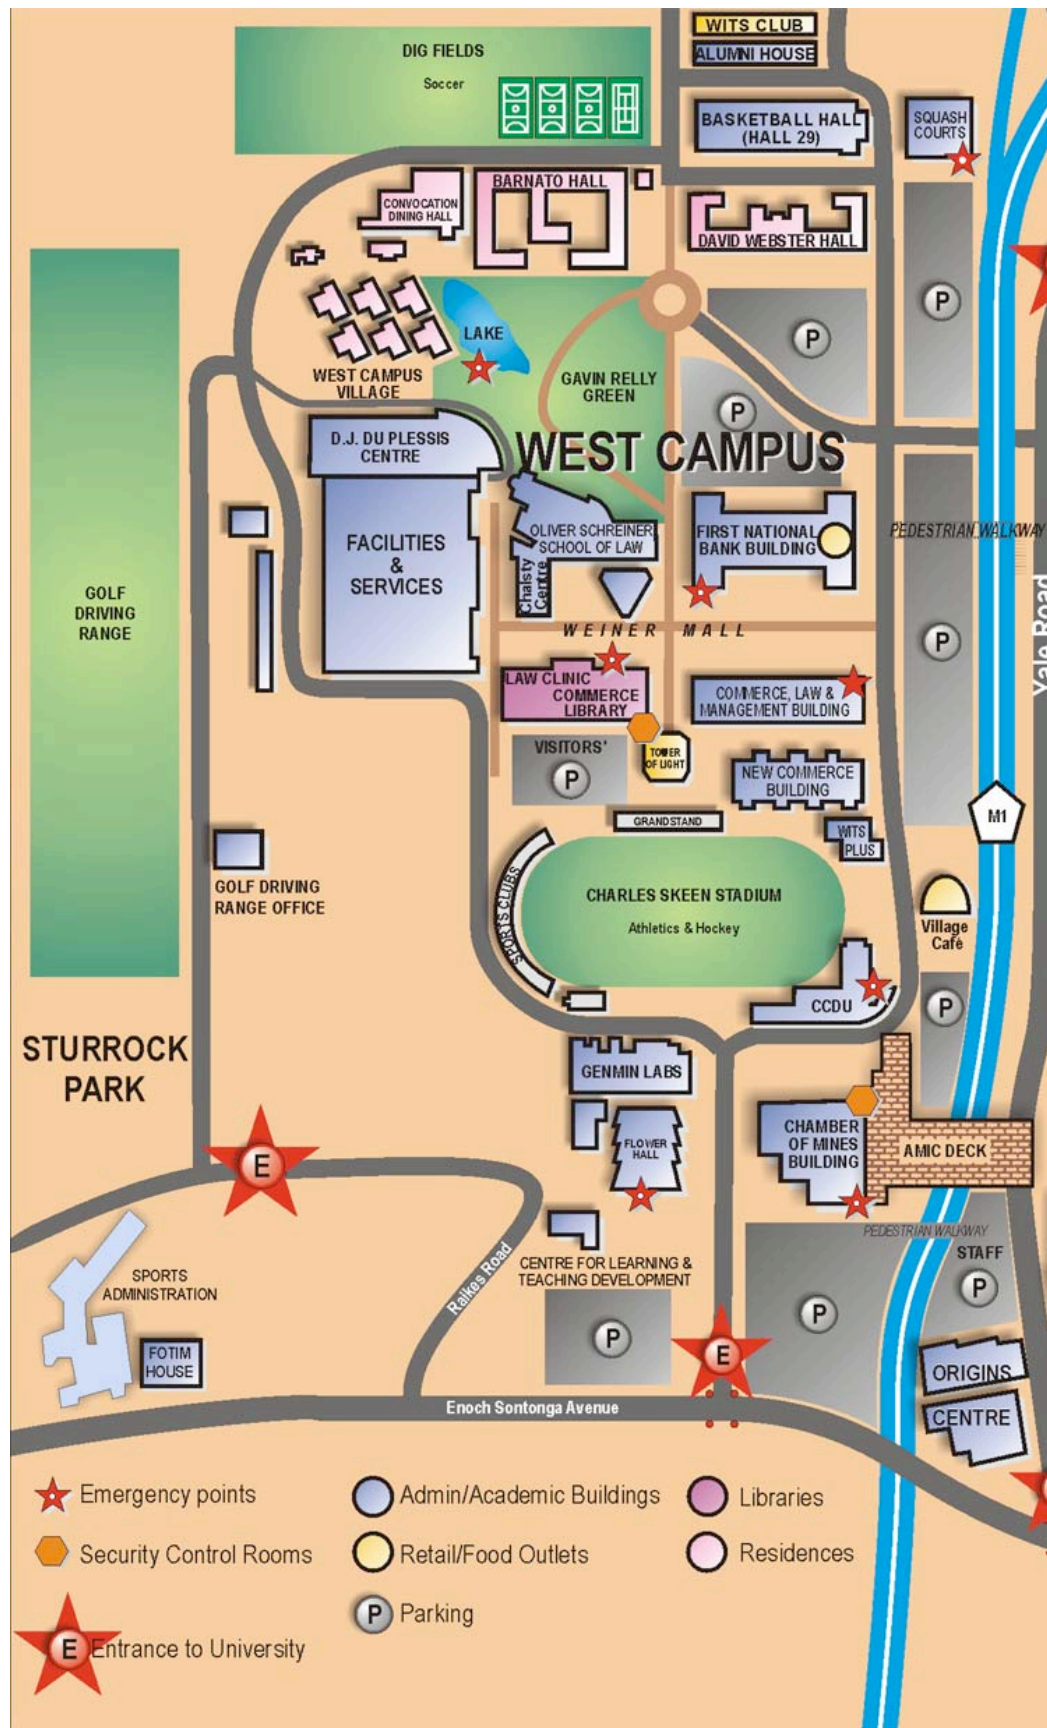 WITS CLUB
ALUMNI HOUSE
DIG FIELDS
Soccer
BASKETBALL HALL
(HALL 29)
SQUASH
COURTS
BARNATO HALL
CONVOCATION
DINING HALL
DAVID WEBSTER HALL
P
P
LAKE
WEST CAMPUS
VILLAGE
GAVIN RELLY
GREEN
P
D.J. DU PLESSIS
CENTRE
WEST CAMPUS
FACILITIES
&
SERVICES
OLIVER SCHREINER
SCHOOL OF LAW
Chalsty
Centre
FIRST NATIONAL
BANK BUILDING
PEDESTRIAN WALKWAY
GOLF
DRIVING
RANGE
WEINER MALL
P
Yale Road
LAW CLINIC
COMMERCE
LIBRARY
COMMERCE, LAW &
MANAGEMENT BUILDING
VISITORS'
P
TOWER
OF LIGHT
NEW COMMERCE
BUILDING
M1
GRANDSTAND
WITS
PLUS
GOLF DRIVING
RANGE OFFICE
SPORTS CLUBS
CHARLES SKEEN STADIUM
Athletics & Hockey
Village
Café
CCDU
P
STURROCK
PARK
GENMIN LABS
FLOWER
HALL
CHAMBER
OF MINES
BUILDING
AMIC DECK
E
PEDESTRIAN WALKWAY
STAFF
P
SPORTS
ADMINISTRATION
Raikes Road
CENTRE FOR LEARNING &
TEACHING DEVELOPMENT
P
P
E
FOTIM
HOUSE
ORIGINS
CENTRE
Enoch Sontonga Avenue
Emergency points
Admin/Academic Buildings
Libraries
Security Control Rooms
Retail/Food Outlets
Residences
P Parking
E Entrance to University